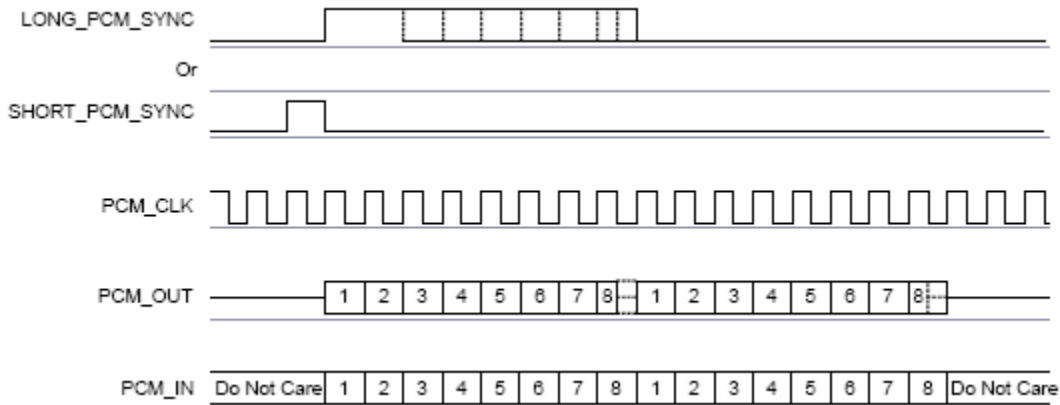 LONG_PCM_SYNC
Or
SHORT_PCM_SYNC
PCM_CLK
PCM_OUT 1 2 3 4 5 6 7 8 1 2 3 4 5 6 7 8
PCM_IN Do Not Care 1 2 3 4 5 6 7 8 1 2 3 4 5 6 7 8 Do Not Care